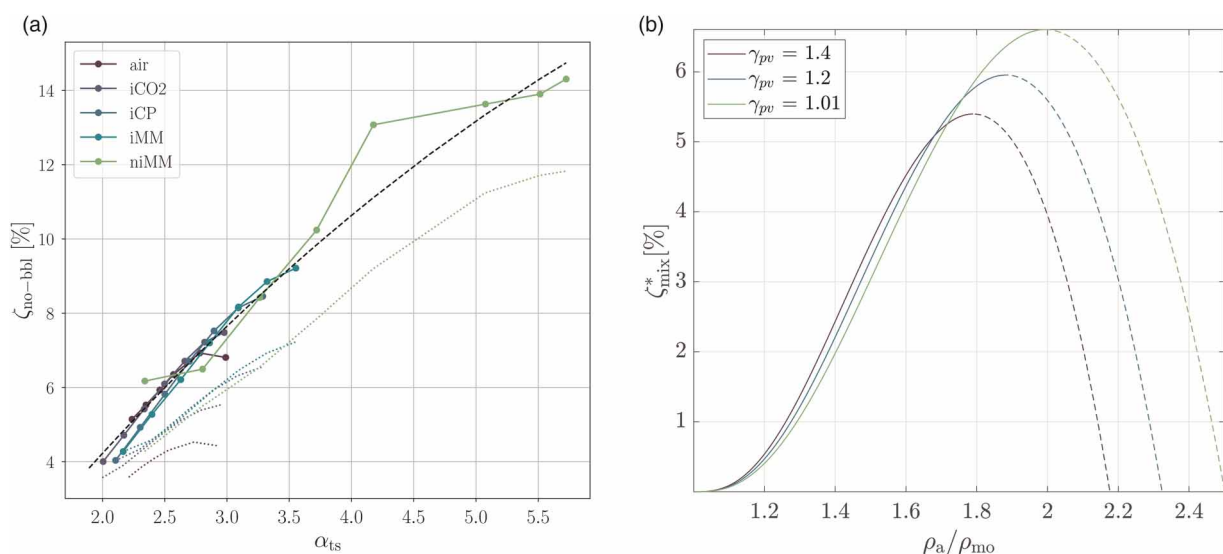 (a)
air
iCO2
iCP
iMM
niMM
ζno−bbl [%]
14
12
10
8
6
4
2.0 2.5 3.0 3.5 4.0 4.5 5.0 5.5
αts
(b)
γpv = 1.4
γpv = 1.2
γpv = 1.01
ζ*mix [%]
6
5
4
3
2
1
1.2 1.4 1.6 1.8 2 2.2 2.4
ρa/ρmo